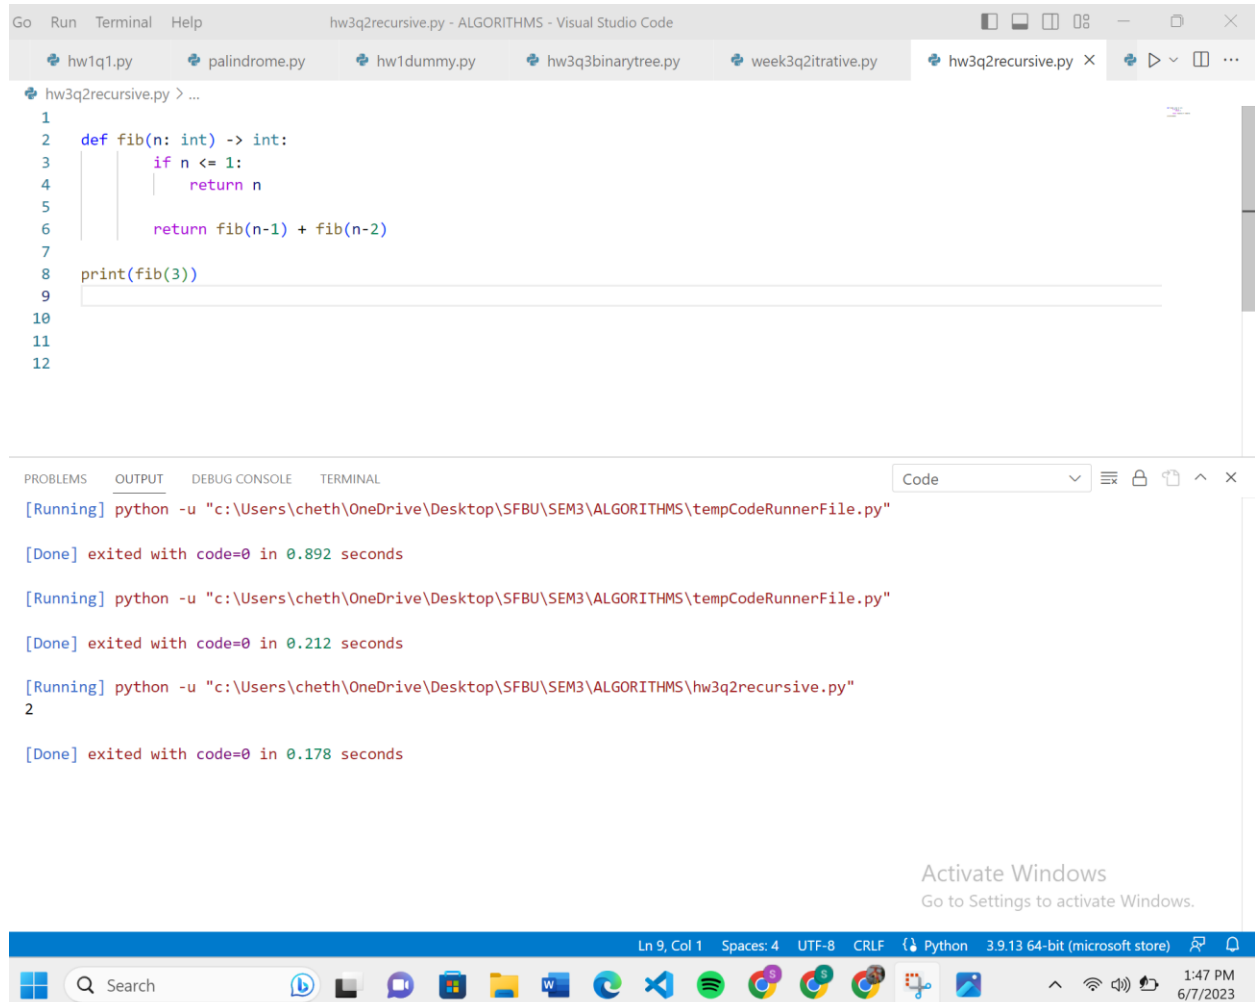 Go Run Terminal Help hw3q2recursive.py - ALGORITHMS - Visual Studio Code
hw1q1.py palindrome.py hw1dummy.py hw3q3binarytree.py week3q2itrative.py hw3q2recursive.py
hw3q2recursive.py > ...
1
2 def fib(n: int) -> int:
3 if n <= 1:
4 return n
5
6 return fib(n-1) + fib(n-2)
7
8 print(fib(3))
9
10
11
12
PROBLEMS OUTPUT DEBUG CONSOLE TERMINAL Code
[Running] python -u "c:\Users\cheth\OneDrive\Desktop\SFBU\SEM3\ALGORITHMS\tempCodeRunnerFile.py"
[Done] exited with code=0 in 0.892 seconds
[Running] python -u "c:\Users\cheth\OneDrive\Desktop\SFBU\SEM3\ALGORITHMS\tempCodeRunnerFile.py"
[Done] exited with code=0 in 0.212 seconds
[Running] python -u "c:\Users\cheth\OneDrive\Desktop\SFBU\SEM3\ALGORITHMS\hw3q2recursive.py"
2
[Done] exited with code=0 in 0.178 seconds
Activate Windows
Go to Settings to activate Windows.
Ln 9, Col 1 Spaces: 4 UTF-8 CRLF Python 3.9.13 64-bit (microsoft store)
Search
1:47 PM
6/7/2023